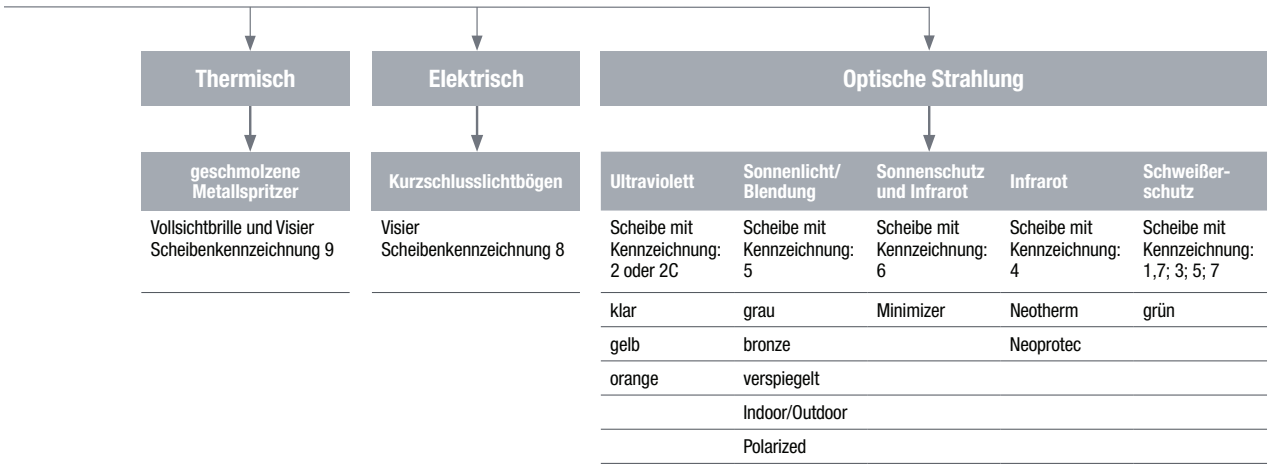 Thermisch
Elektrisch
Optische Strahlung
geschmolzene
Metallspritzer
Kurzschlusslichtbögen
Ultraviolett
Sonnenlicht/
Blendung
Sonnenschutz
und Infrarot
Infrarot
Schweißer-
schutz
Vollsichtbrille und Visier
Scheibenkennzeichnung 9
Visier
Scheibenkennzeichnung 8
Scheibe mit
Kennzeichnung:
2 oder 2C
Scheibe mit
Kennzeichnung:
5
Scheibe mit
Kennzeichnung:
6
Scheibe mit
Kennzeichnung:
4
Scheibe mit
Kennzeichnung:
1,7; 3; 5; 7
klar
grau
Minimizer
Neotherm
grün
gelb
bronze
Neoprotec
orange
verspiegelt
Indoor/Outdoor
Polarized